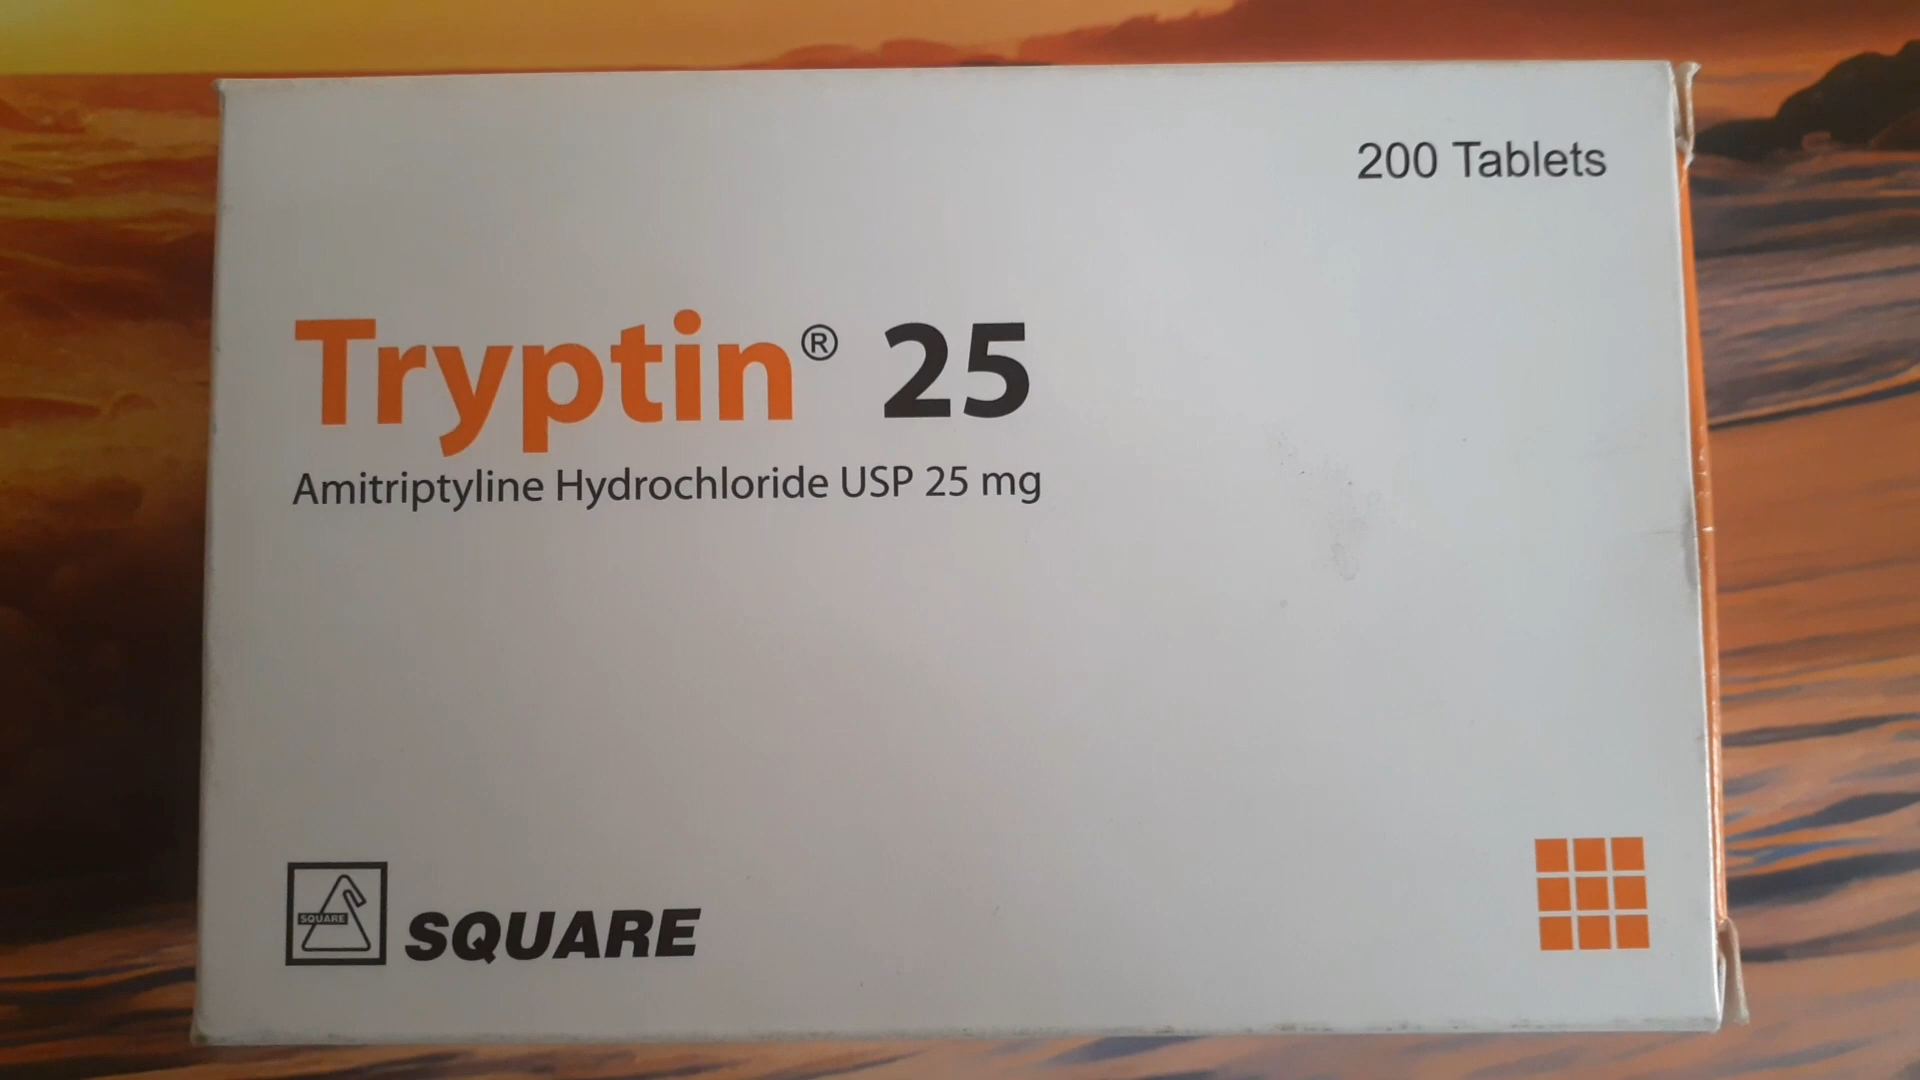 200 Tablets
Tryptin® 25
Amitriptyline Hydrochloride USP 25 mg
SQUARE
SQUARE